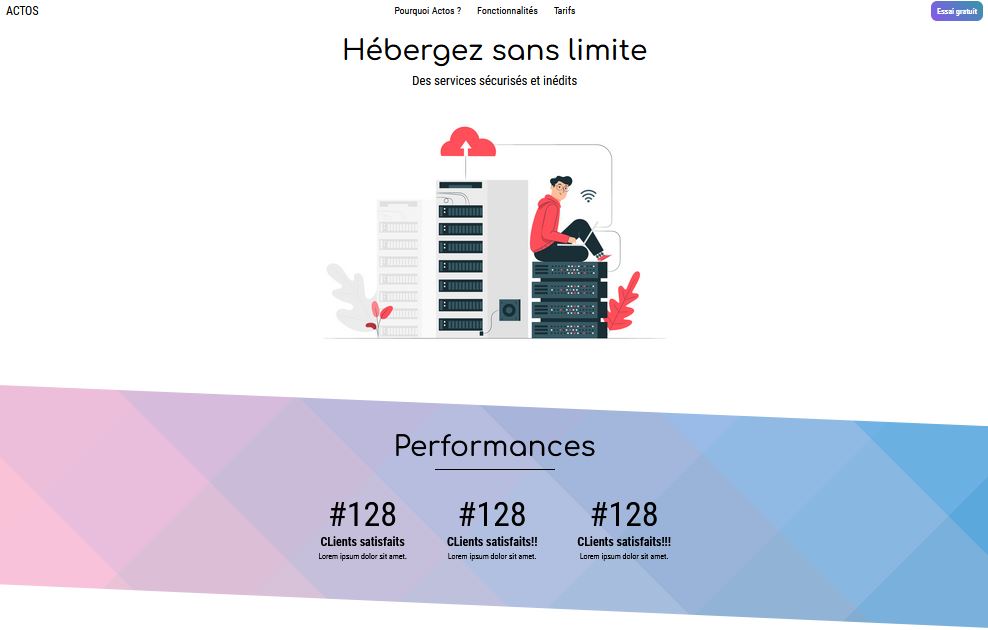 ACTOS
Pourquoi Actos ? Fonctionnalités Tarifs
Essai gratuit
Hébergez sans limite
Des services sécurisés et inédits
Performances
#128 #128 #128
CLients satisfaits CLients satisfaits!! CLients satisfaits!!!
Lorem ipsum dolor sit amet. Lorem ipsum dolor sit amet. Lorem ipsum dolor sit amet.